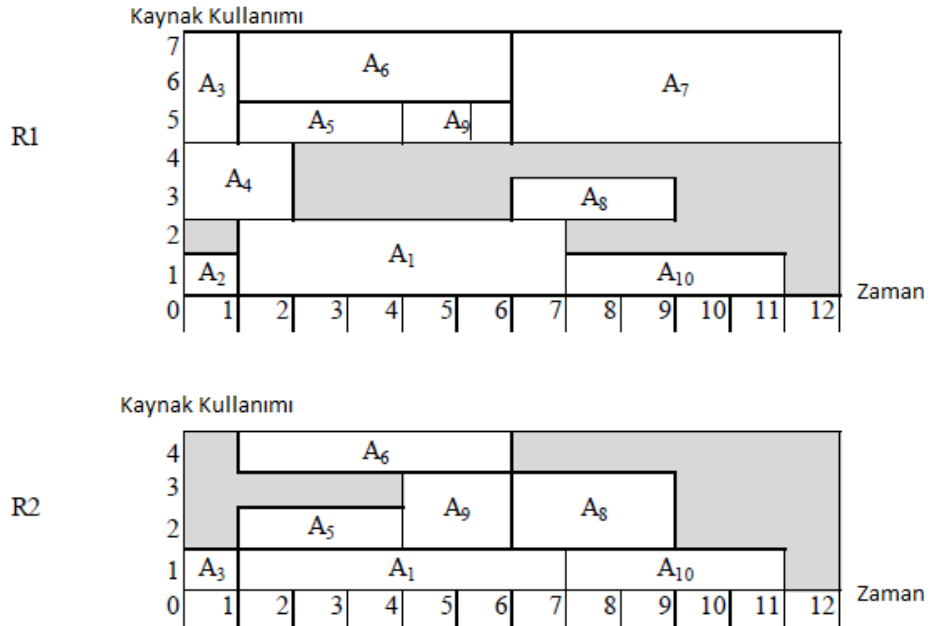 Kaynak Kullanımı
7
A3 A6
6 A7
5 A5 A9
R1
4 A4
3 A8
2 A1
1 A2 A10
0 1 2 3 4 5 6 7 8 9 10 11 12 Zaman
Kaynak Kullanımı
4 A6
3
R2 A9 A8
2 A5
1 A3 A1 A10
0 1 2 3 4 5 6 7 8 9 10 11 12 Zaman